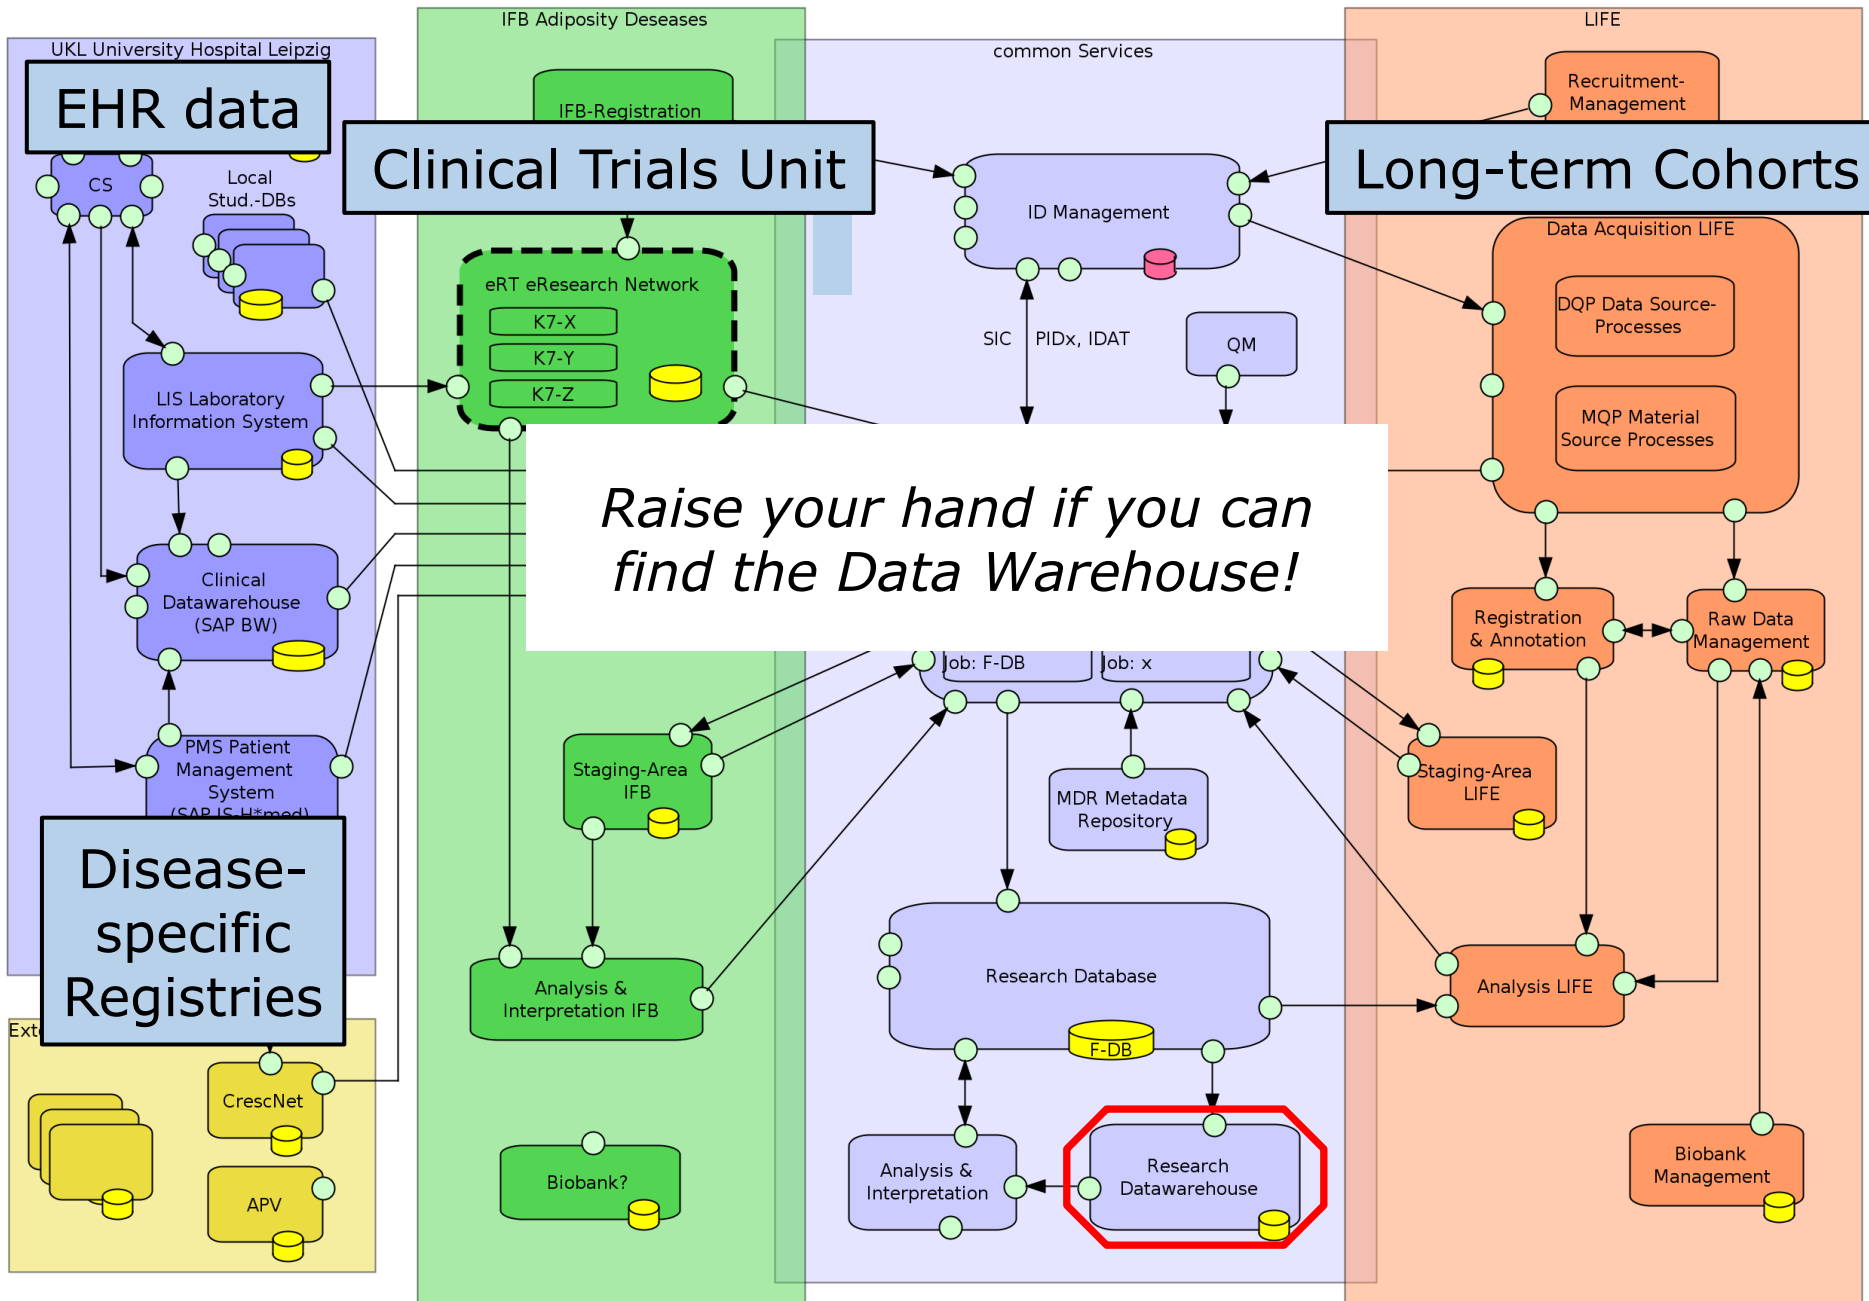 IFB Adiposity Deseases
LIFE
UKL University Hospital Leipzig
common Services
EHR data
IFB-Registration
Recruitment-
Management
Clinical Trials Unit
Long-term Cohorts
CS
Local
Stud.-DBs
ID Management
Data Acquisition LIFE
eRT eResearch Network
K7-X
K7-Y
K7-Z
SIC
PIDx, IDAT
QM
DQP Data Source-
Processes
MQP Material
Source Processes
LIS Laboratory
Information System
Raise your hand if you can
find the Data Warehouse!
Clinical
Datawarehouse
(SAP BW)
Registration
& Annotation
Raw Data
Management
Job: F-DB
Job: x
PMS Patient
Management
System
(SAP IS-H*med)
Staging-Area
IFB
MDR Metadata
Repository
Staging-Area
LIFE
Disease-
specific
Registries
Analysis &
Interpretation IFB
Research Database
F-DB
Analysis LIFE
CrescNet
APV
Biobank?
Analysis &
Interpretation
Research
Datawarehouse
Biobank
Management